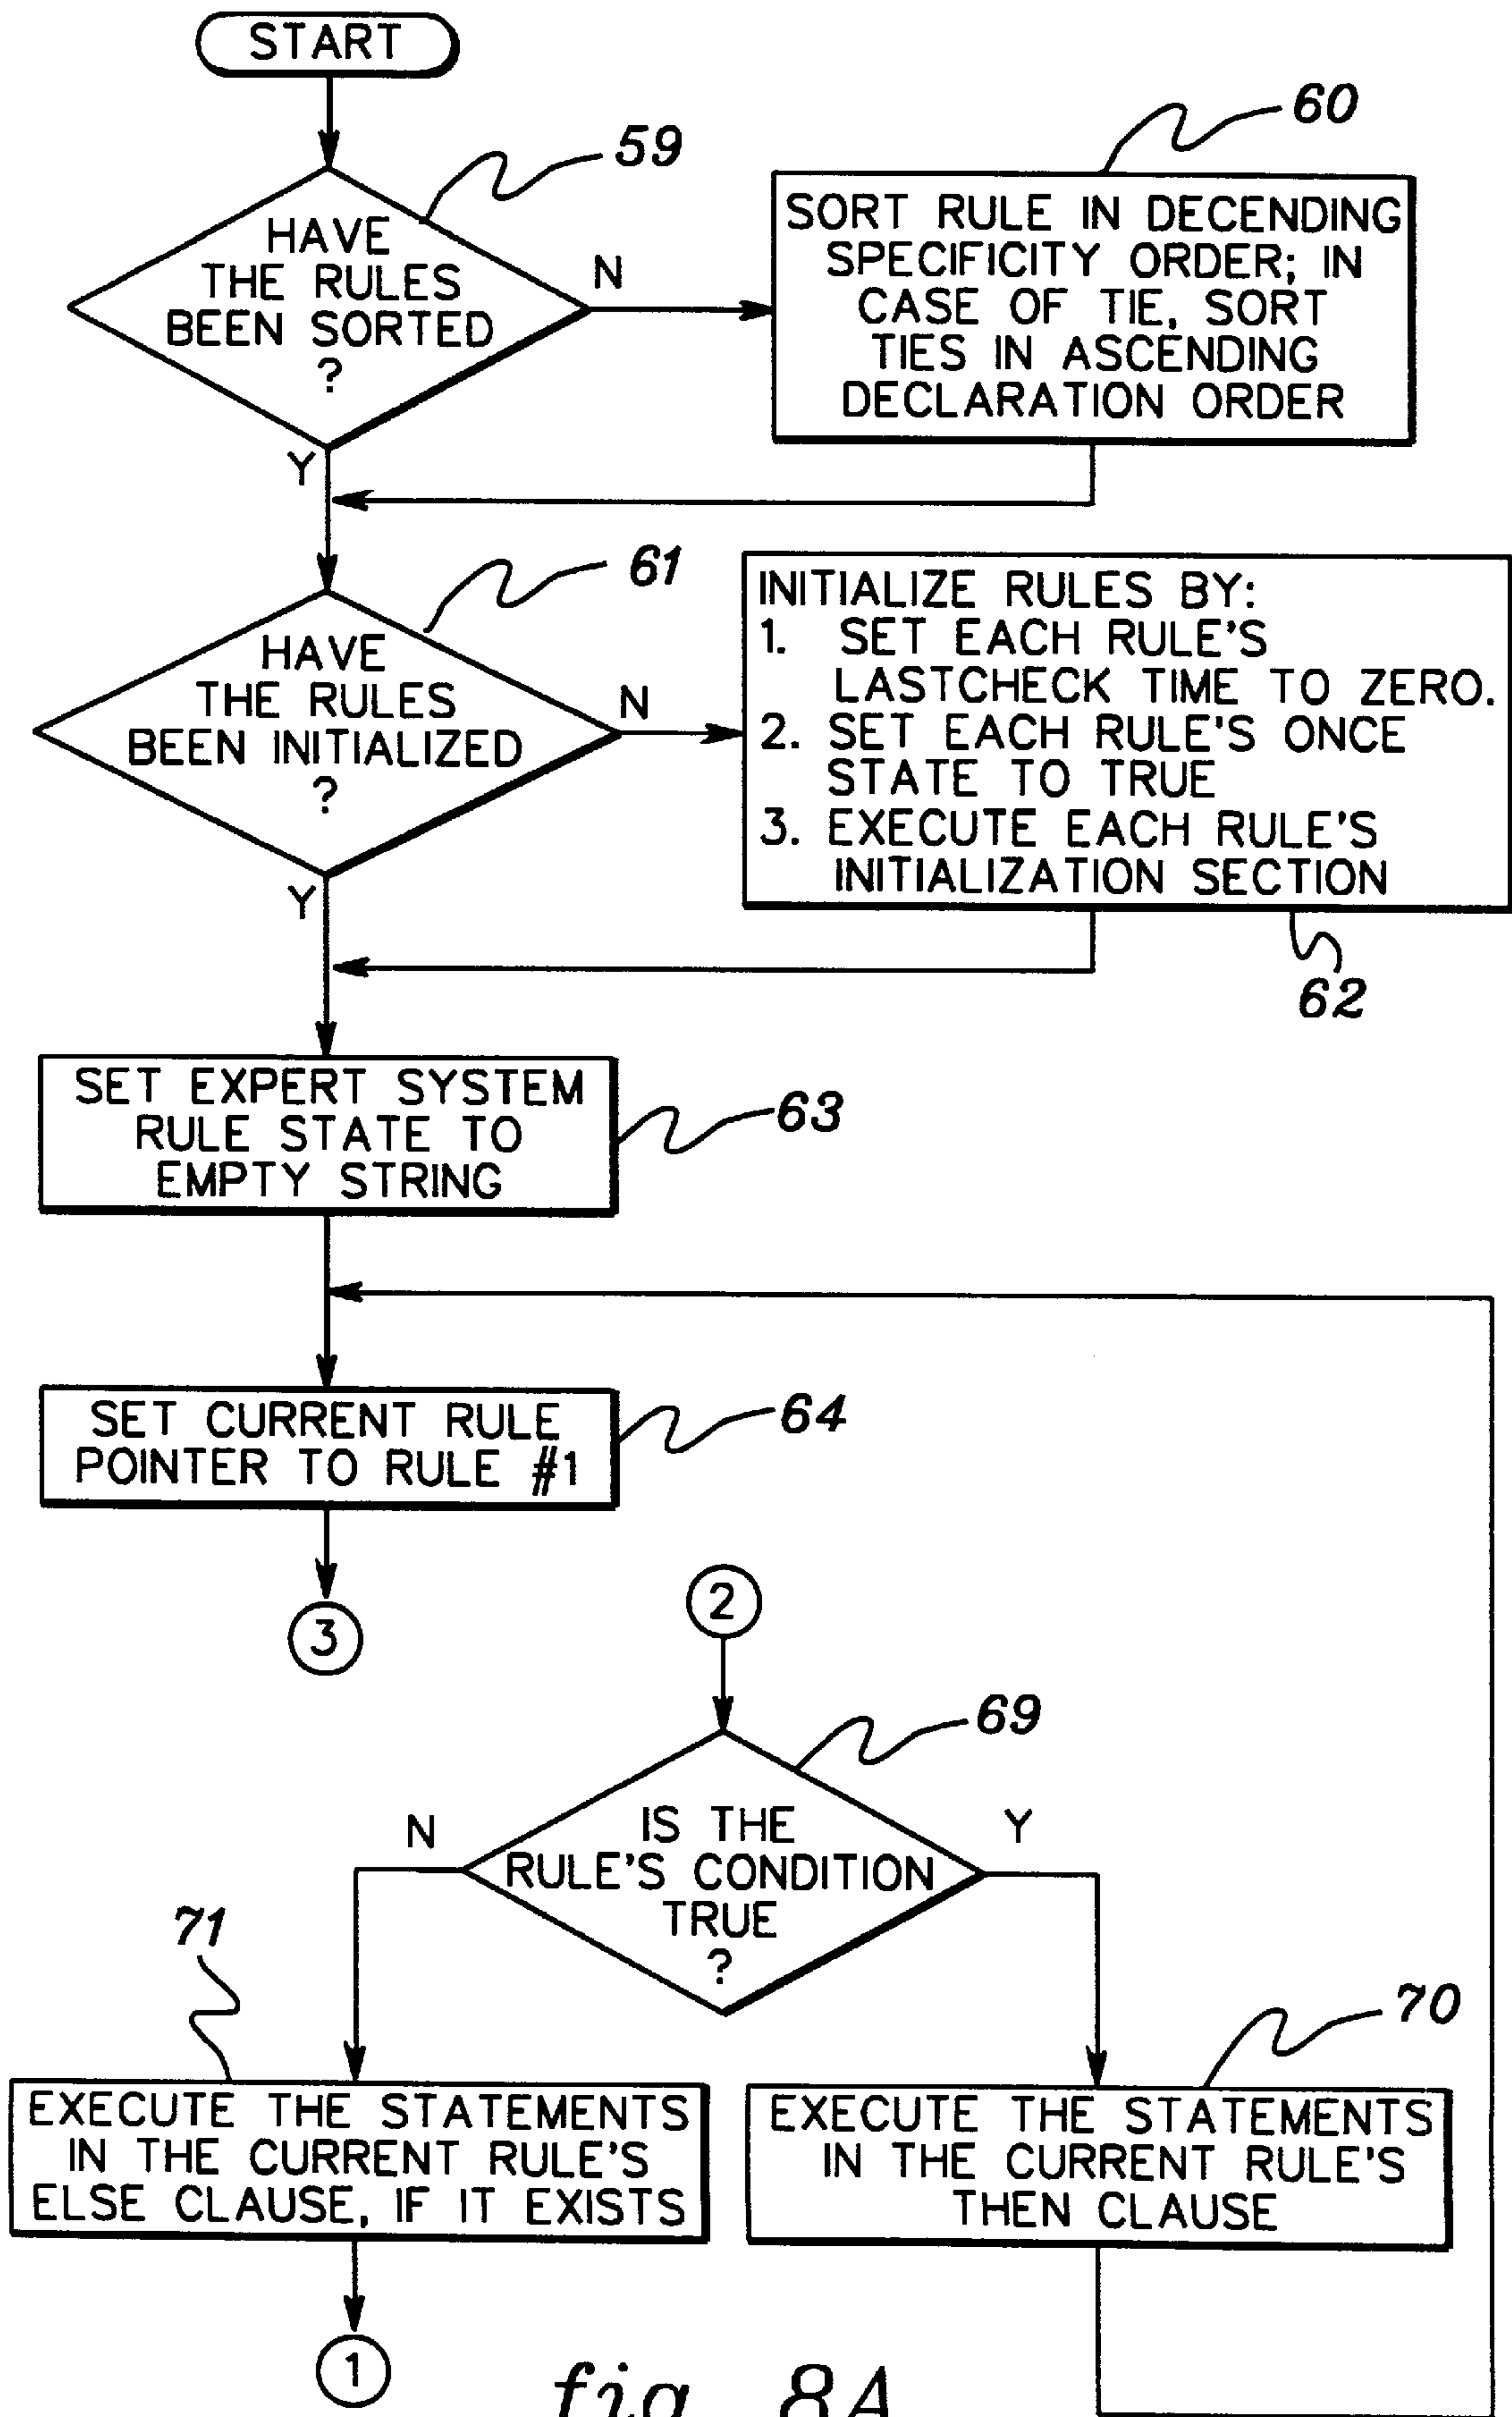 START
59
HAVE
THE RULES
BEEN SORTED
?
N
Y
60
SORT RULE IN DECENDING
SPECIFICITY ORDER; IN
CASE OF TIE, SORT
TIES IN ASCENDING
DECLARATION ORDER
61
HAVE
THE RULES
BEEN INITIALIZED
?
N
Y
INITIALIZE RULES BY:
1. SET EACH RULE'S
LASTCHECK TIME TO ZERO.
2. SET EACH RULE'S ONCE
STATE TO TRUE
3. EXECUTE EACH RULE'S
INITIALIZATION SECTION
62
SET EXPERT SYSTEM
RULE STATE TO
EMPTY STRING
63
SET CURRENT RULE
POINTER TO RULE #1
64
3
2
69
IS THE
RULE'S CONDITION
TRUE
?
N
Y
71
EXECUTE THE STATEMENTS
IN THE CURRENT RULE'S
ELSE CLAUSE, IF IT EXISTS
70
EXECUTE THE STATEMENTS
IN THE CURRENT RULE'S
THEN CLAUSE
1
fig. 8A